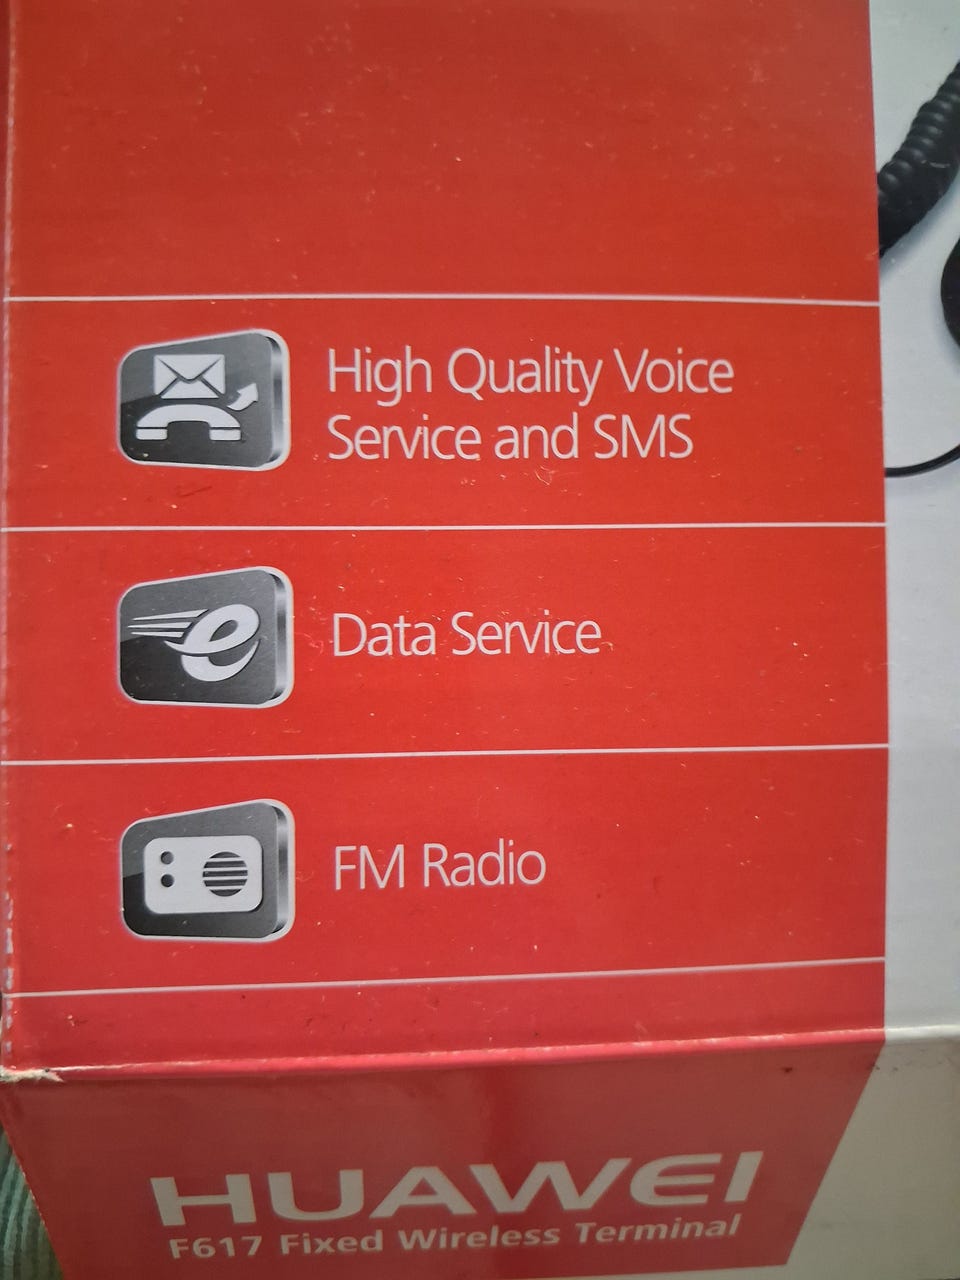 High Quality Voice
Service and SMS
Data Service
FM Radio
HUAWEI
F617 Fixed Wireless Terminal